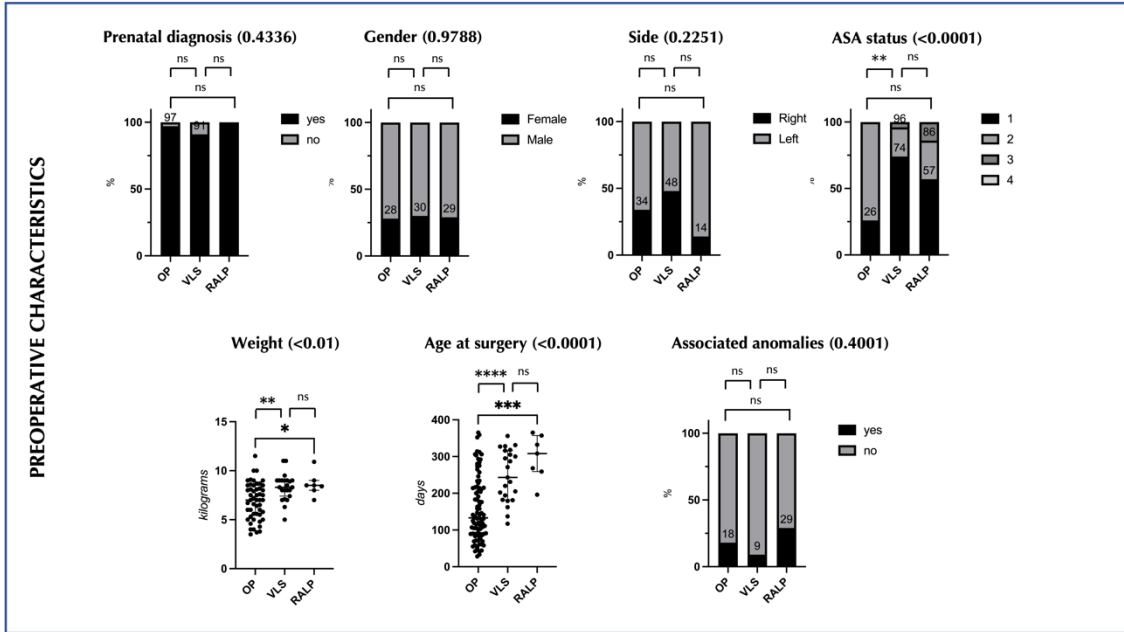 PREOPERATIVE CHARACTERISTICS
Prenatal diagnosis (0.4336)
ns ns
ns
97
91
100
50
0
%
OP VLS RALP
yes
no
Gender (0.9788)
ns ns
ns
100
50
0
28 30 29
OP VLS RALP
Female
Male
Side (0.2251)
ns ns
ns
100
50
0
%
34 48 14
OP VLS RALP
Right
Left
ASA status (<0.0001)
** ns
ns
100
50
0
96
86
74
57
26
OP VLS RALP
1
2
3
4
Weight (<0.01)
** ns
*
15
10
5
0
kilograms
OP VLS RALP
Age at surgery (<0.0001)
**** ns
***
400
300
200
100
0
days
OP VLS RALP
Associated anomalies (0.4001)
ns ns
ns
100
50
0
%
18 9 29
OP VLS RALP
yes
no